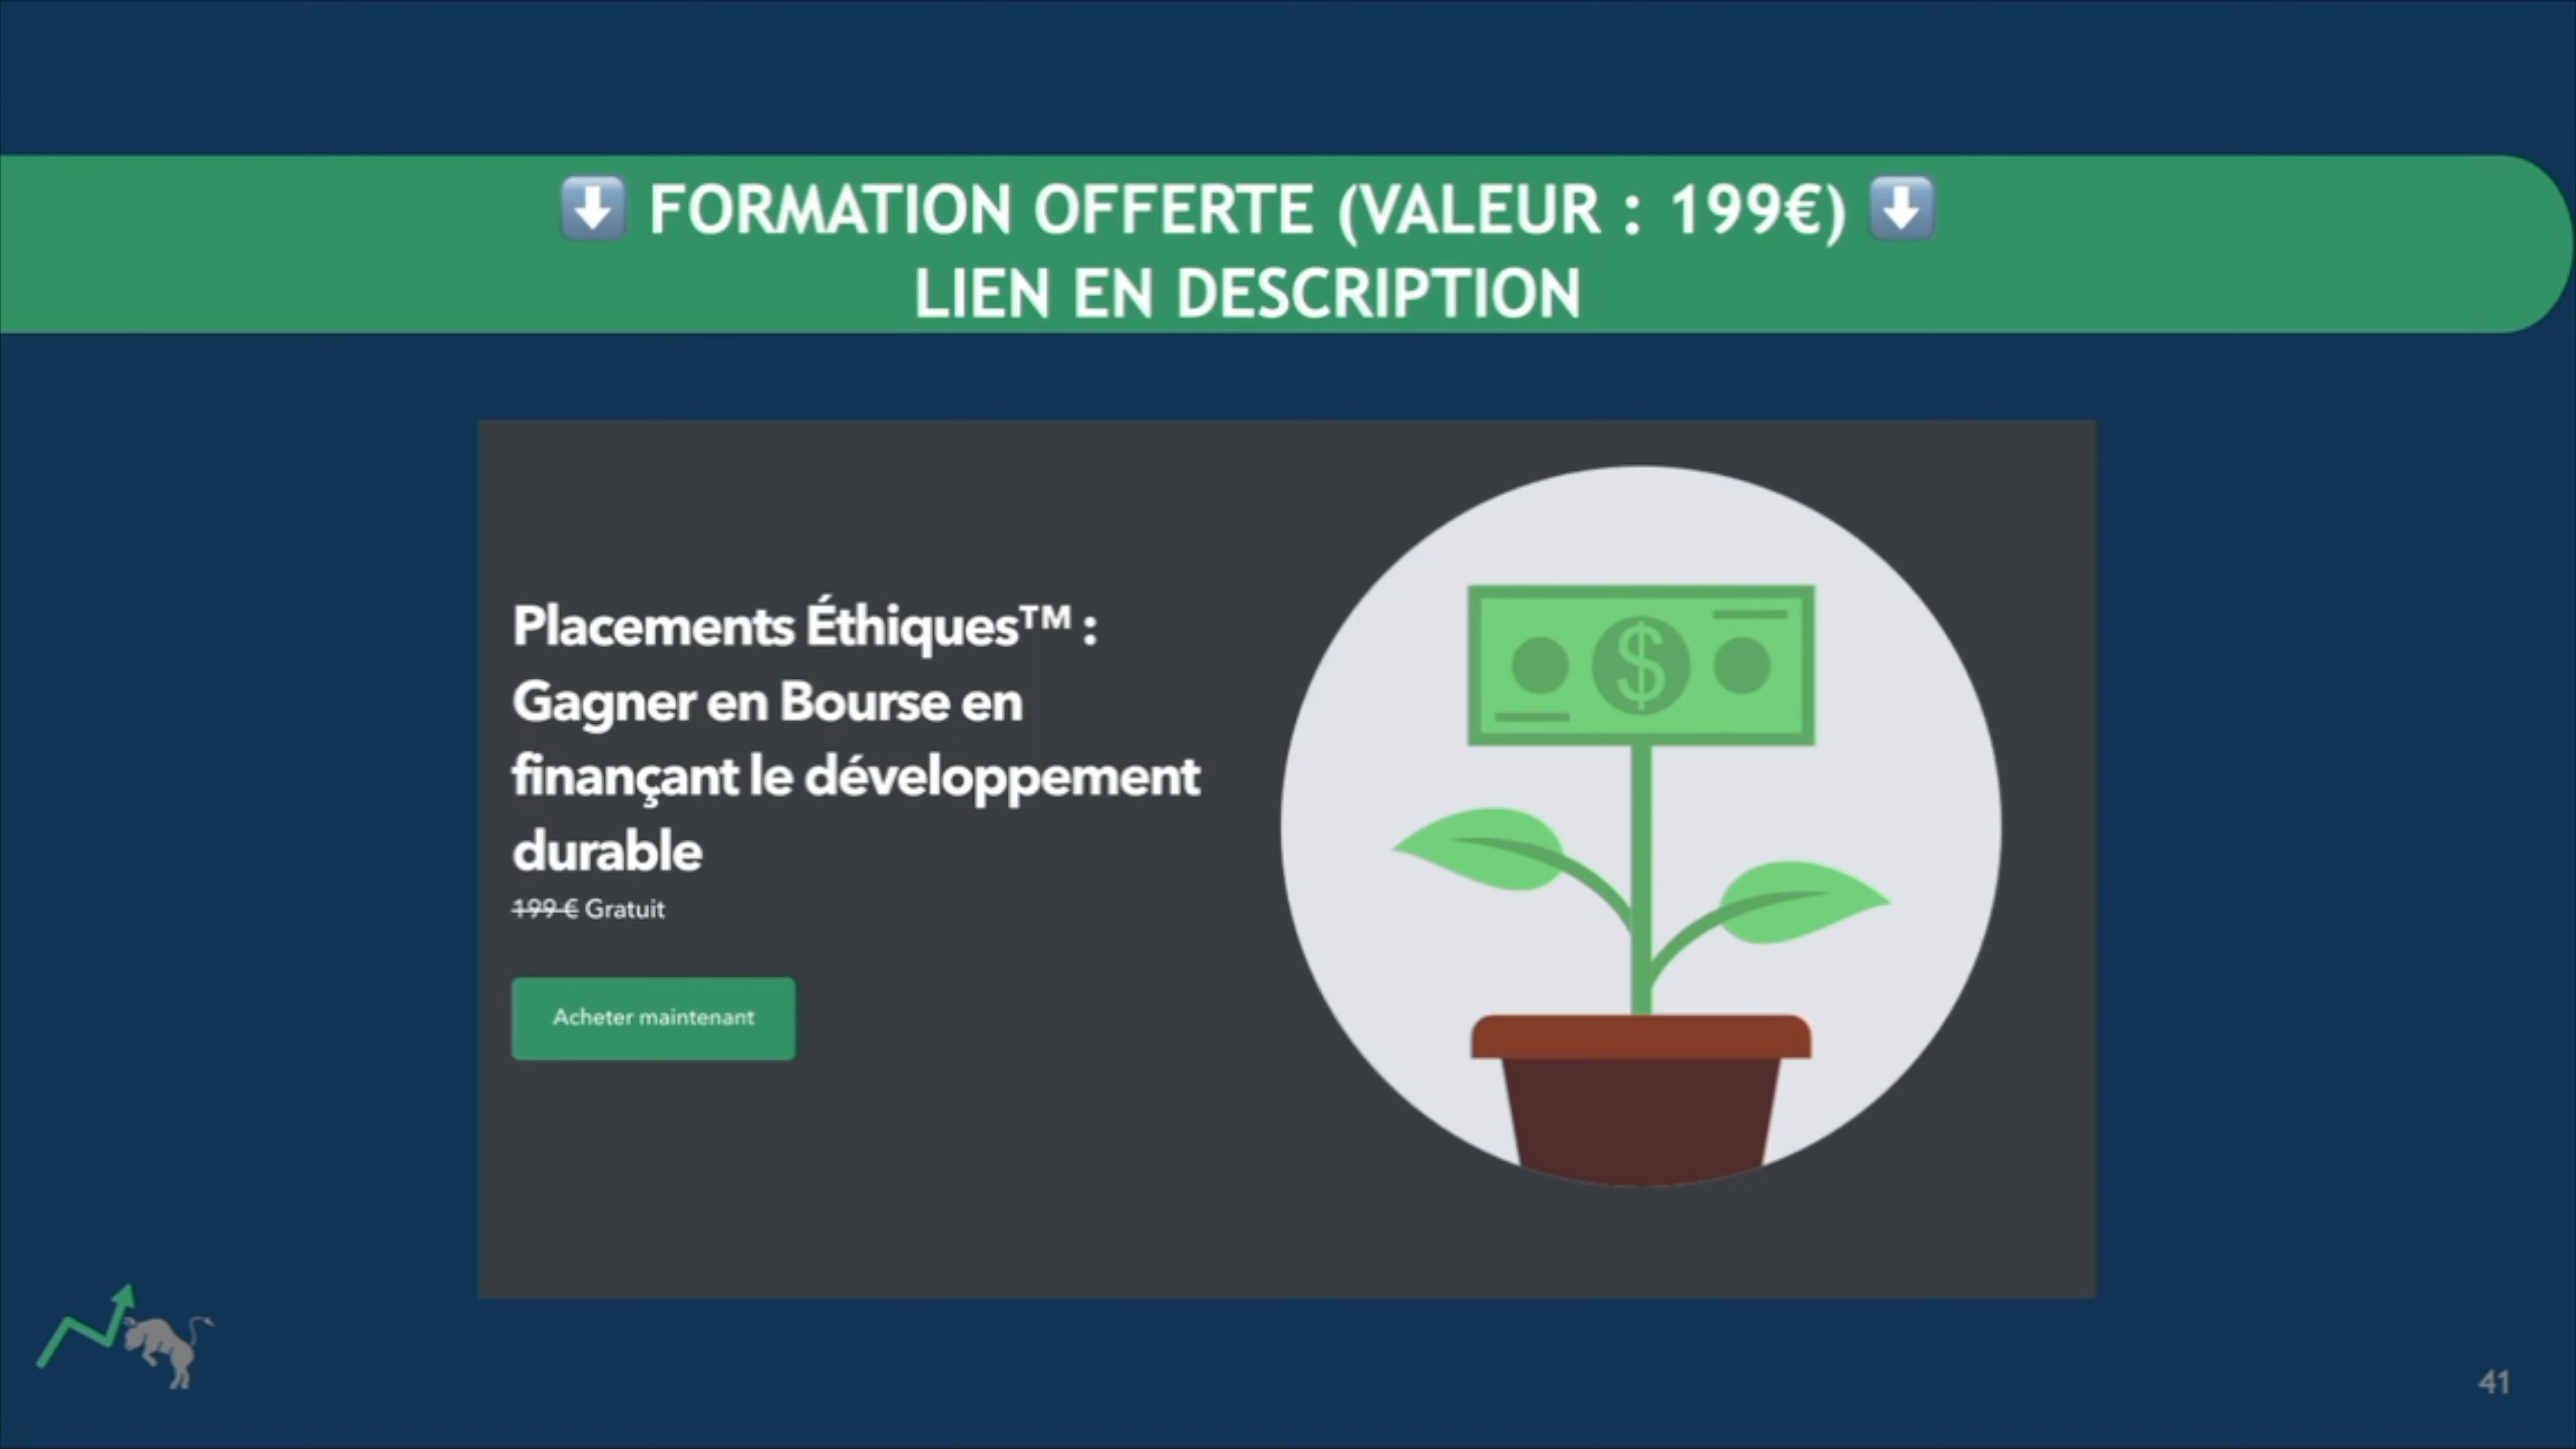 ⬇️ FORMATION OFFERTE (VALEUR : 199€) ⬇️
LIEN EN DESCRIPTION
Placements Éthiques™ :
Gagner en Bourse en
finançant le développement
durable
199 € Gratuit
Acheter maintenant
$
41